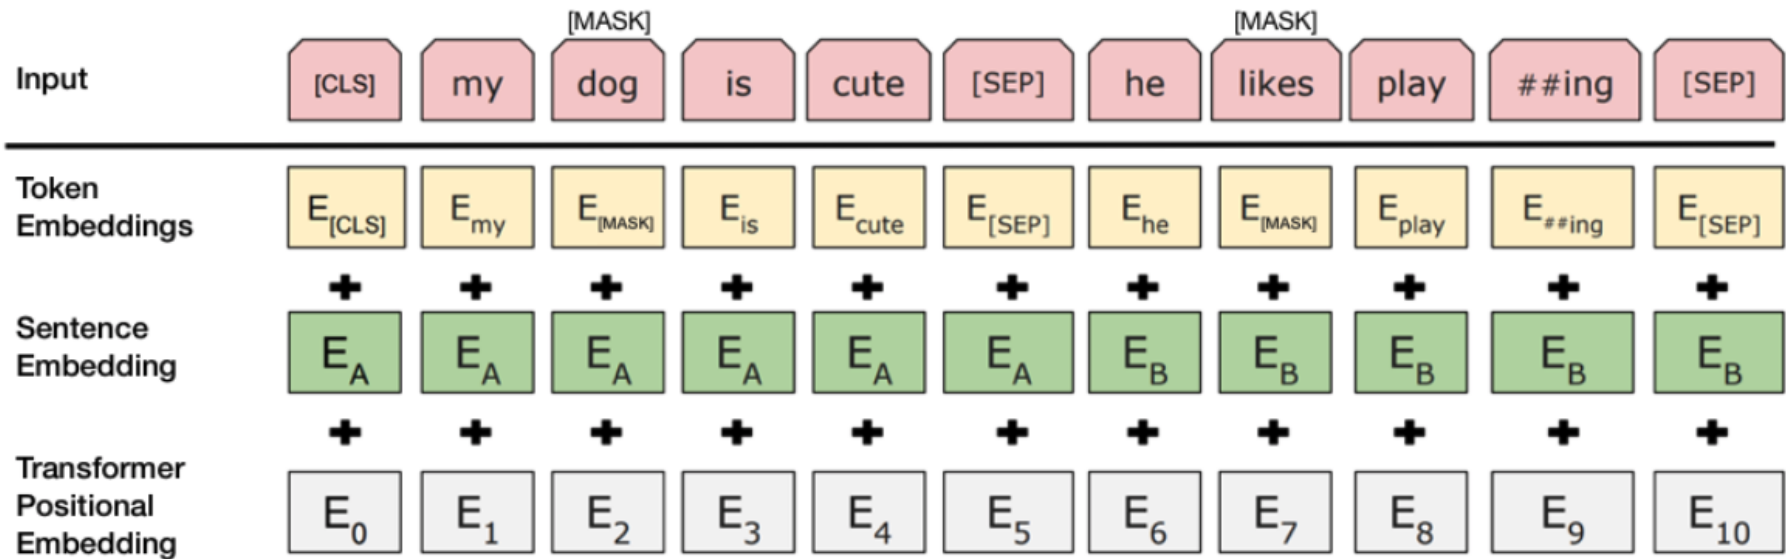 [MASK] [MASK]
Input [CLS] my dog is cute [SEP] he likes play ##ing [SEP]
Token
Embeddings
E[CLS] Emy E[MASK] Eis Ecute E[SEP] Ehe E[MASK] Eplay E##ing E[SEP]
+ + + + + + + + + + +
Sentence
Embedding
EA EA EA EA EA EA EB EB EB EB EB
+ + + + + + + + + + +
Transformer
Positional
Embedding
E0 E1 E2 E3 E4 E5 E6 E7 E8 E9 E10